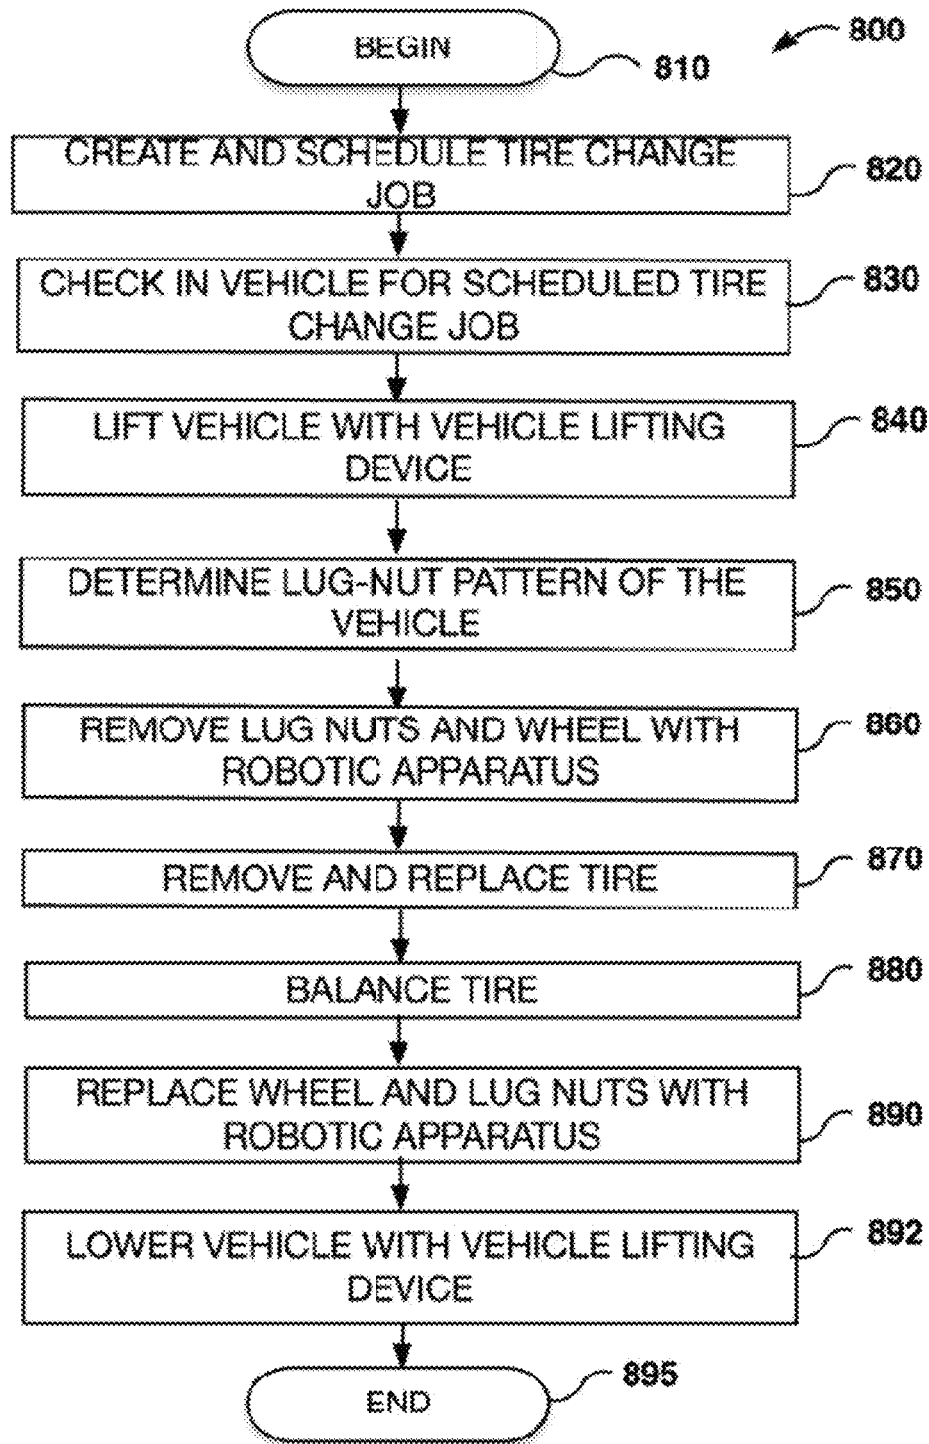 BEGIN
800
810
CREATE AND SCHEDULE TIRE CHANGE
JOB
820
CHECK IN VEHICLE FOR SCHEDULED TIRE
CHANGE JOB
830
LIFT VEHICLE WITH VEHICLE LIFTING
DEVICE
840
DETERMINE LUG-NUT PATTERN OF THE
VEHICLE
850
REMOVE LUG NUTS AND WHEEL WITH
ROBOTIC APPARATUS
860
REMOVE AND REPLACE TIRE
870
BALANCE TIRE
880
REPLACE WHEEL AND LUG NUTS WITH
ROBOTIC APPARATUS
890
LOWER VEHICLE WITH VEHICLE LIFTING
DEVICE
892
END
895